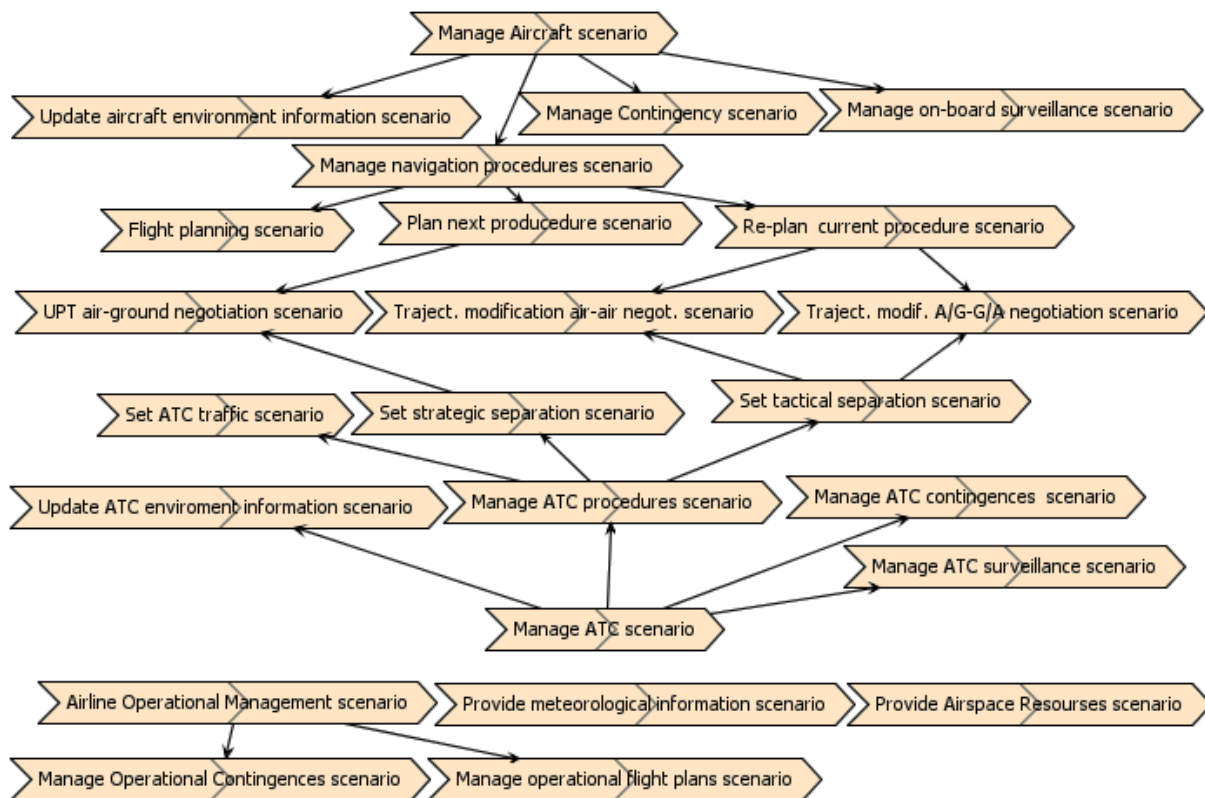 Manage Aircraft scenario
Update aircraft environment information scenario
Manage Contingency scenario
Manage on-board surveillance scenario
Manage navigation procedures scenario
Flight planning scenario
Plan next producedure scenario
Re-plan  current procedure scenario
UPT air-ground negotiation scenario
Traject. modification air-air negot. scenario
Traject. modif. A/G-G/A negotiation scenario
Set ATC traffic scenario
Set strategic separation scenario
Set tactical separation scenario
Update ATC enviroment information scenario
Manage ATC procedures scenario
Manage ATC contingences  scenario
Manage ATC surveillance scenario
Manage ATC scenario
Airline Operational Management scenario
Provide meteorological information scenario
Provide Airspace Resourses scenario
Manage Operational Contingences scenario
Manage operational flight plans scenario